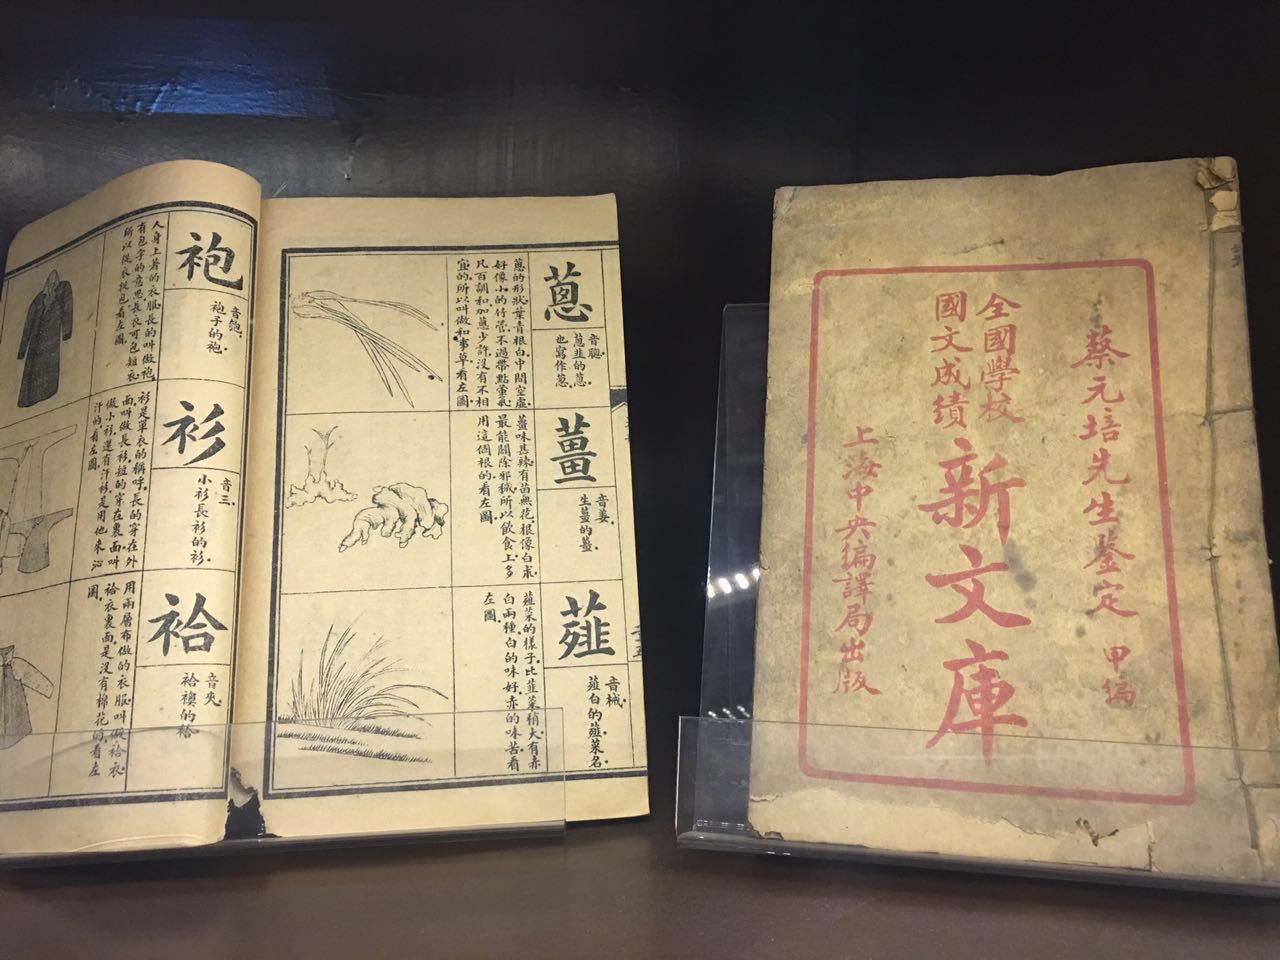 袍
音匏.
袍子的袍.
人身上著的衣服長的叫做袍.
有包字的意思長衣可包短衣.
所以從衣從包看左圖.
衫
音三.
小衫長衫的衫.
衫是單衣的稱呼.長的穿在外
面叫做長衫.短的穿在裏面叫
做小衫.還有汗衫.是用他來沁
汗的.看左圖.
袷
音夾.
袷襖的袷.
用兩層布做的衣服叫做袷衣.
袷衣裏面.是沒有棉花的.看左
圖.
蔥
音聰.
蔥韭的蔥.
也寫作葱.
蔥的形狀葉青根白中間空虛
好像小的竹管不過帶點葷氣
凡百調和加蔥少許.沒有不相
宜的.所以叫做和事草.看左圖.
薑
音姜.
生薑的薑.
薑味甚辣.有苗無花.根像白朮.
最能闢除邪穢.所以飲食上.多
用這個根的.看左圖.
薤
音械.
薤白的薤.菜名.
薤菜的樣子.比韮菜稍大.有赤
白兩種.白的味好.赤的味苦.看
左圖.
蔡元培先生鑒定 甲編
全國學校
國文成績
新文庫
上海中央編譯局出版